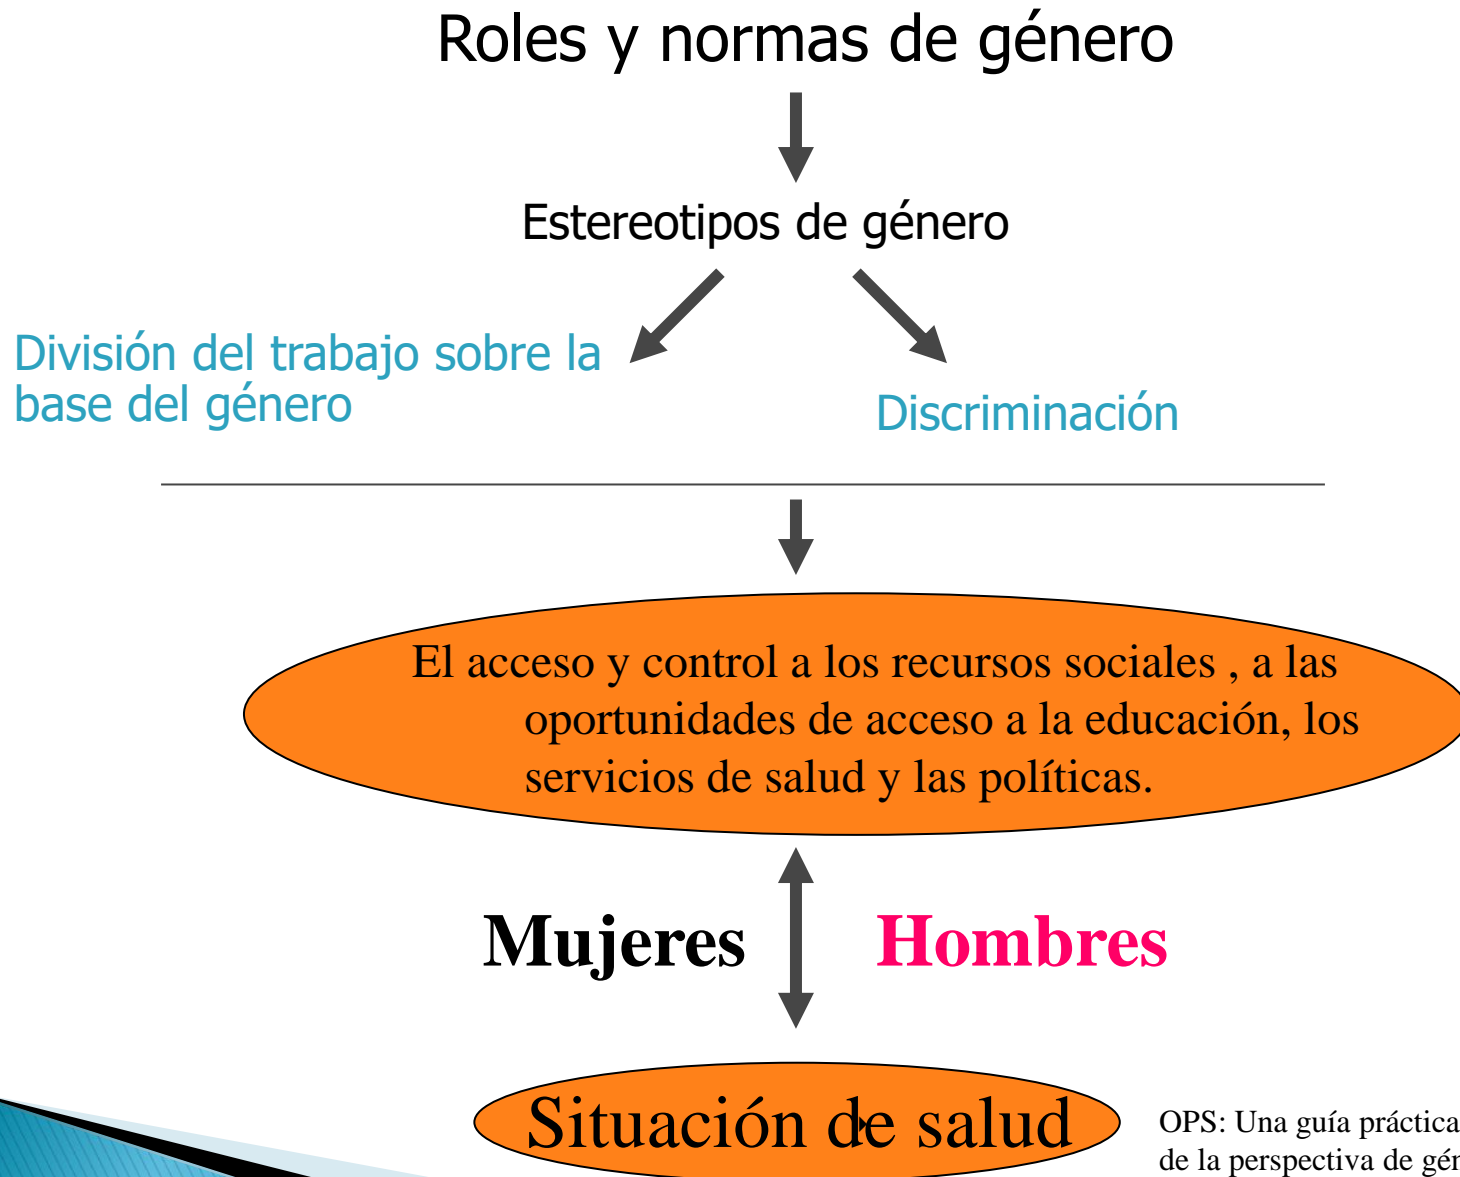 Roles y normas de género
Estereotipos de género
División del trabajo sobre la
base del género
Discriminación
El acceso y control a los recursos sociales , a las
oportunidades de acceso a la educación, los
servicios de salud y las políticas.
Mujeres Hombres
Situación de salud
OPS: Una guía práctica
de la perspectiva de